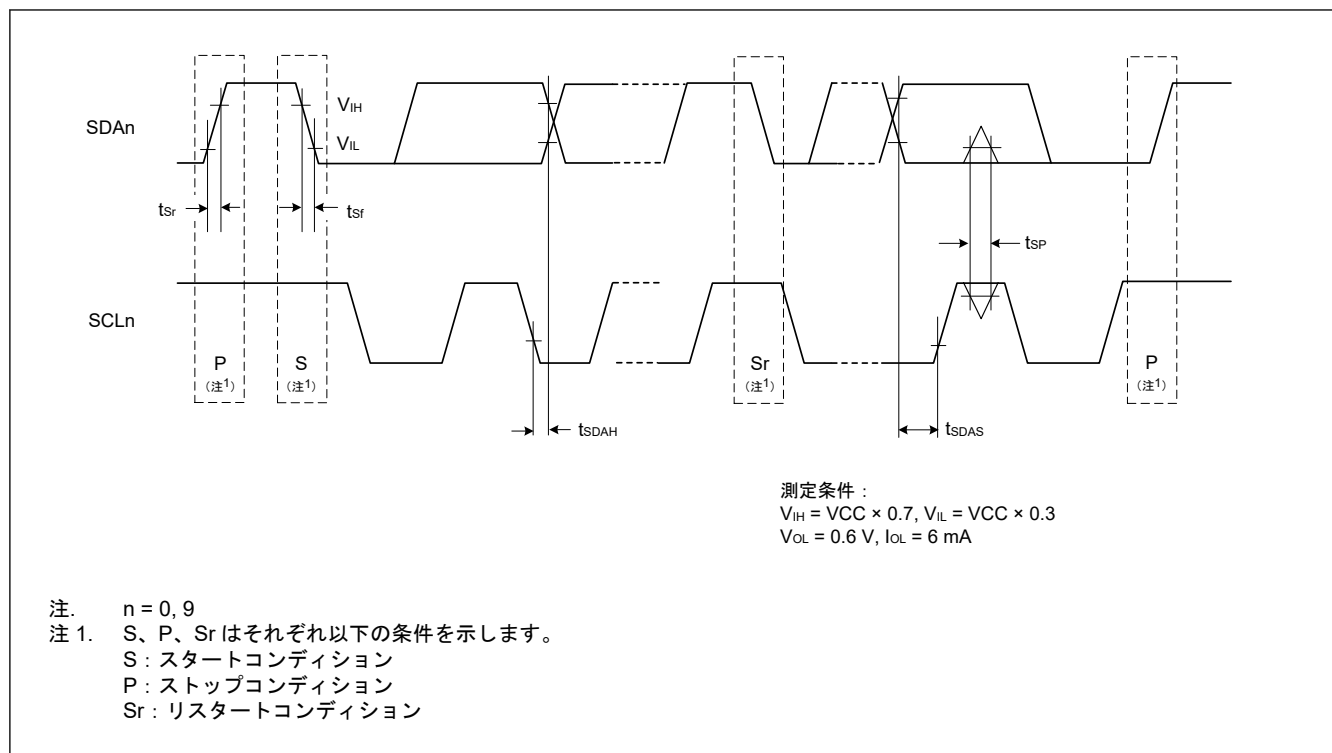 SDAn
VIH
VIL
tSr
tSf
tSP
SCLn
P
（注1）
S
（注1）
Sr
（注1）
P
（注1）
tSDAH
tSDAS
測定条件：
VIH = VCC × 0.7, VIL = VCC × 0.3
VOL = 0.6 V, IOL = 6 mA
注. n = 0, 9
注 1. S、P、Sr はそれぞれ以下の条件を示します。
S：スタートコンディション
P：ストップコンディション
Sr：リスタートコンディション